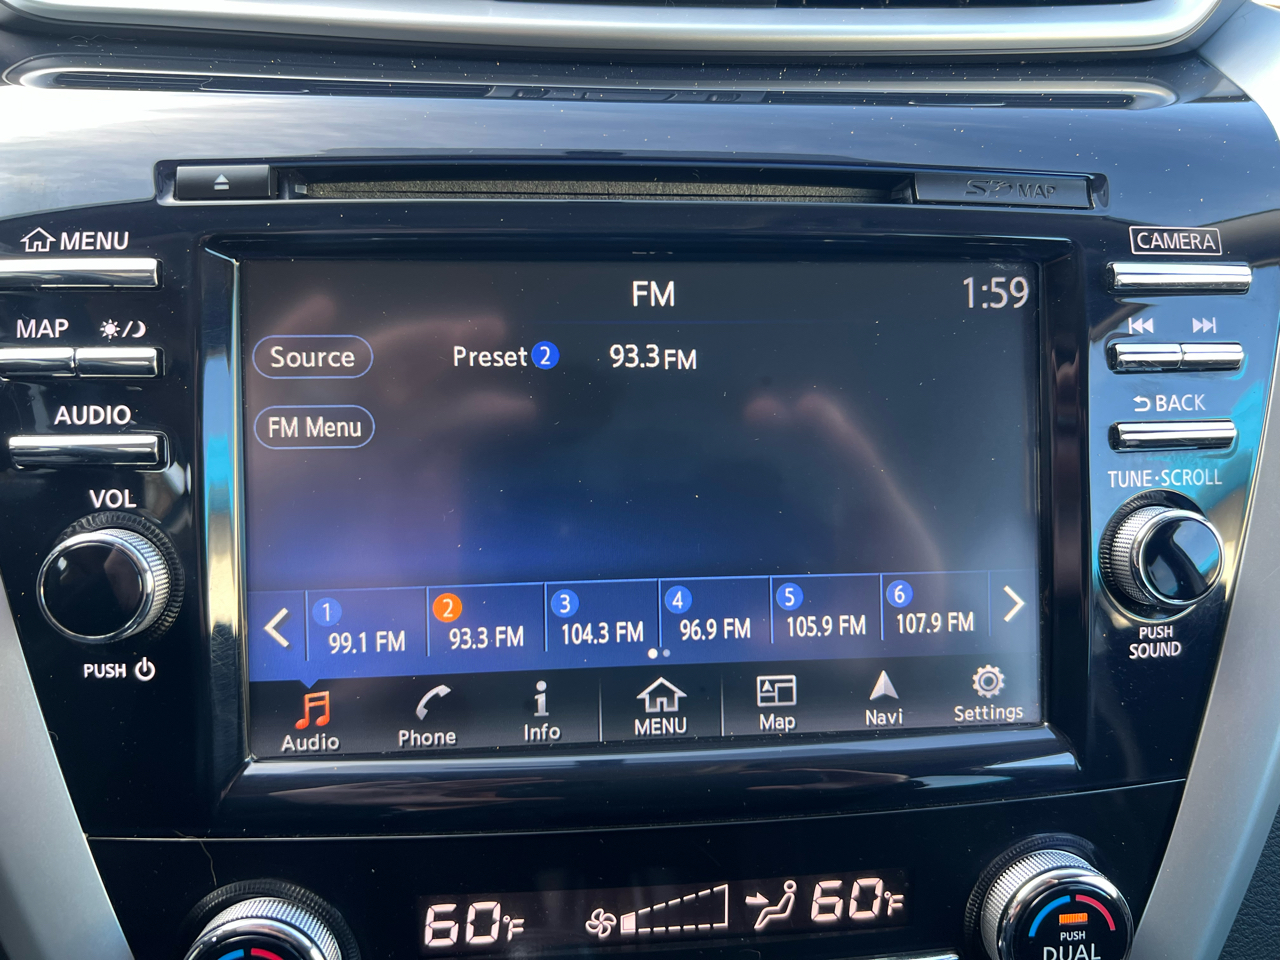 SD MAP
MENU
CAMERA
FM
1:59
MAP
Source
Preset 2 93.3 FM
AUDIO
FM Menu
BACK
VOL
TUNE·SCROLL
1 99.1 FM
2 93.3 FM
3 104.3 FM
4 96.9 FM
5 105.9 FM
6 107.9 FM
PUSH
PUSH
SOUND
Audio
Phone
Info
MENU
Map
Navi
Settings
60°F
60°F
PUSH
DUAL